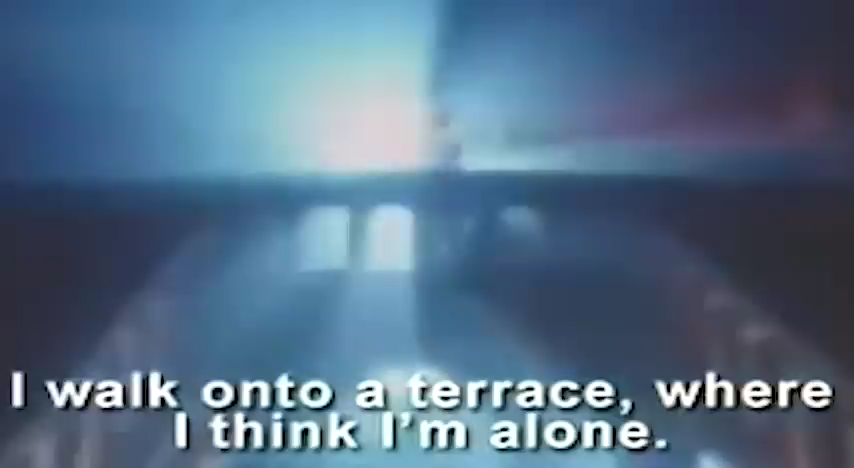 I walk onto a terrace, where
I think I'm alone.